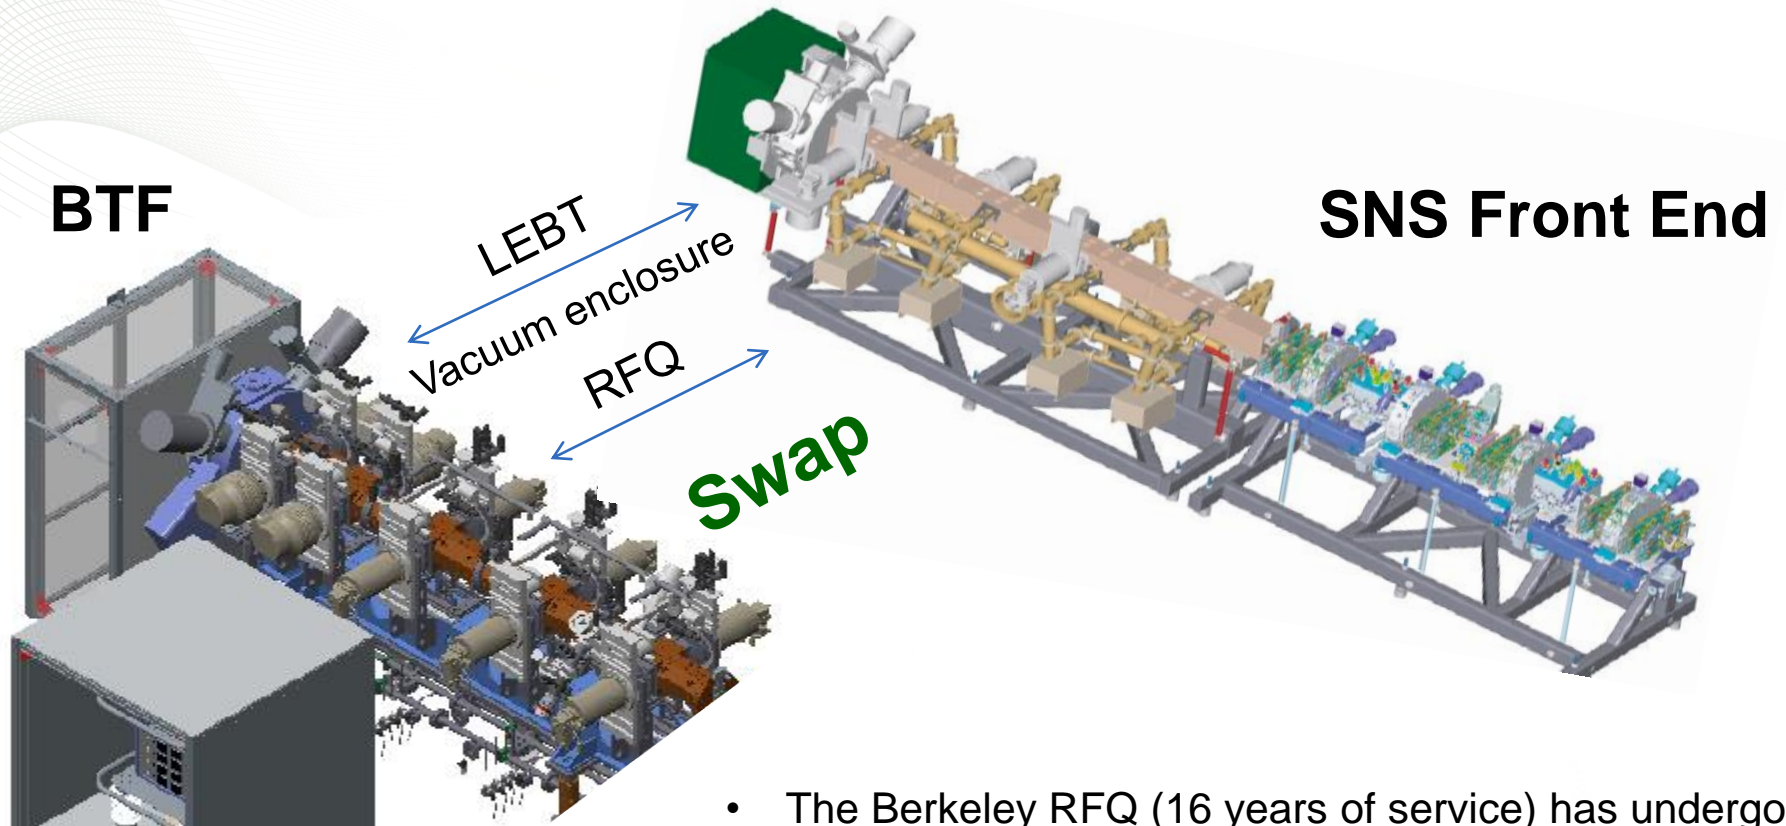 BTF
SNS Front End
LEBT
Vacuum enclosure
RFQ
Swap
• The Berkeley RFQ (16 years of service) has undergo